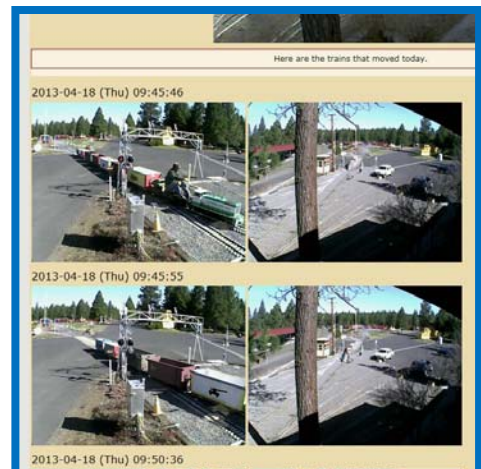 Here are the trains that moved today.
2013-04-18 (Thu) 09:45:46
2013-04-18 (Thu) 09:45:55
2013-04-18 (Thu) 09:50:36